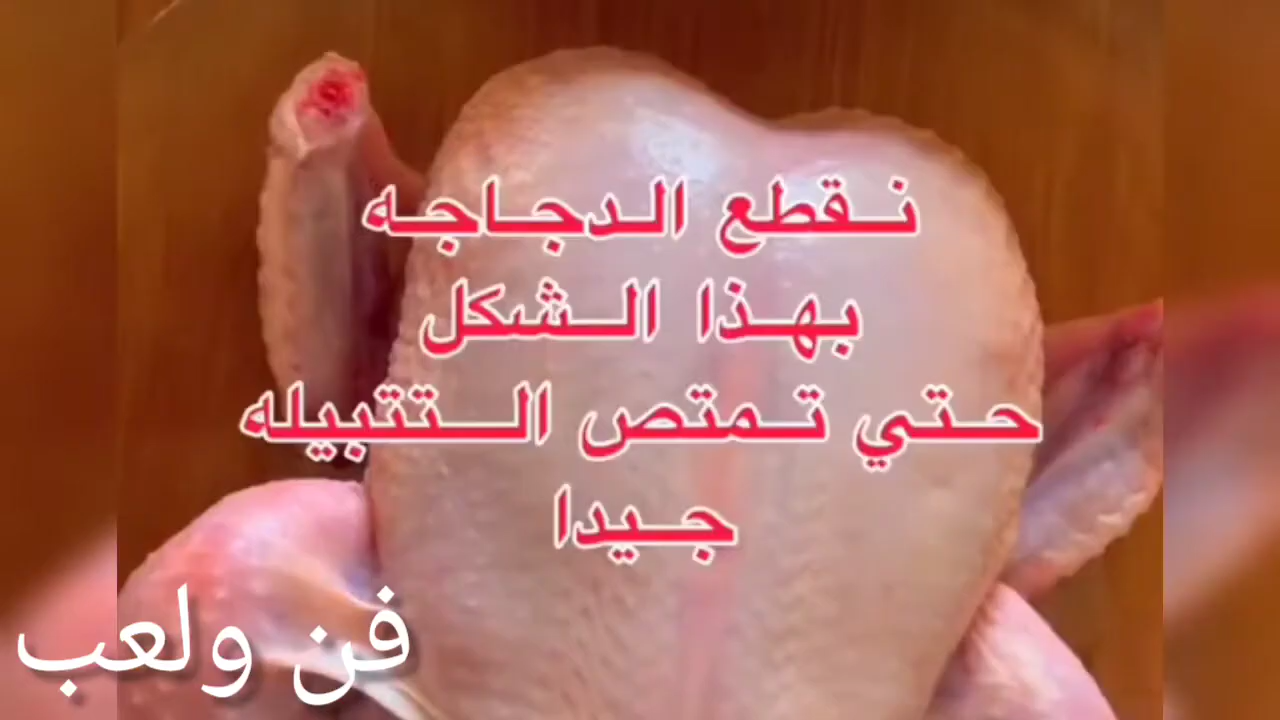 نقطع الدجاجه
بهذا الشكل
حتي تمتص التتبيله
جيدا
فن ولعب